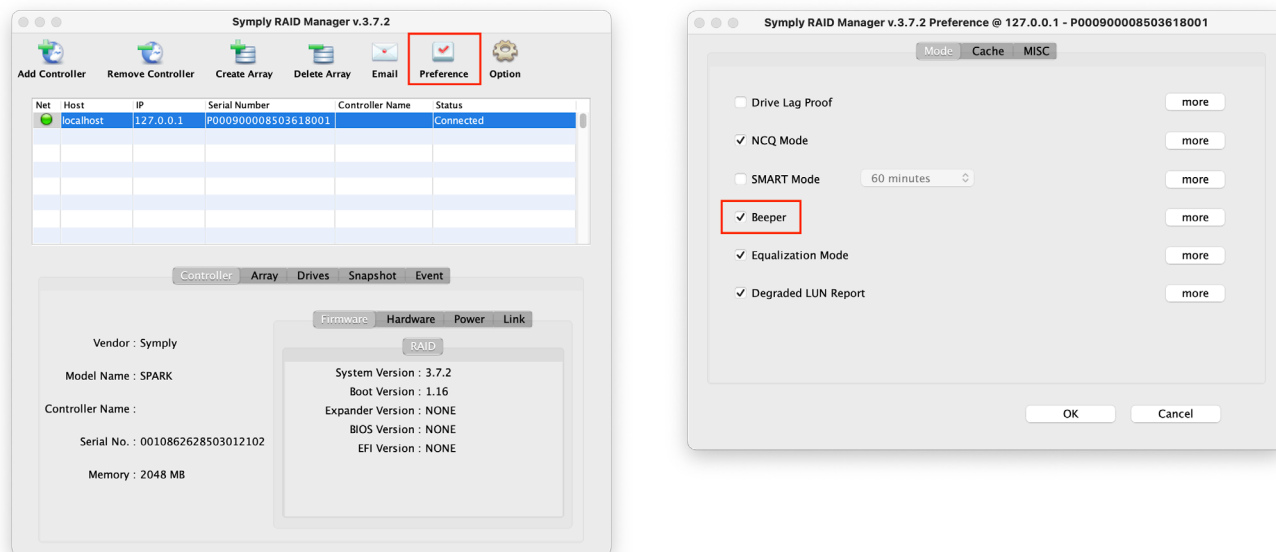 Symply RAID Manager v.3.7.2
Add Controller Remove Controller Create Array Delete Array Email Preference Option
Net Host IP Serial Number Controller Name Status
localhost 127.0.0.1 P000900008503618001 Connected
Controller Array Drives Snapshot Event
Firmware Hardware Power Link
RAID
Vendor : Symply
Model Name : SPARK
Controller Name :
Serial No. : 0010862628503012102
Memory : 2048 MB
System Version : 3.7.2
Boot Version : 1.16
Expander Version : NONE
BIOS Version : NONE
EFI Version : NONE
Symply RAID Manager v.3.7.2 Preference @ 127.0.0.1 - P000900008503618001
Mode Cache MISC
Drive Lag Proof more
NCQ Mode more
SMART Mode 60 minutes more
Beeper more
Equalization Mode more
Degraded LUN Report more
OK Cancel